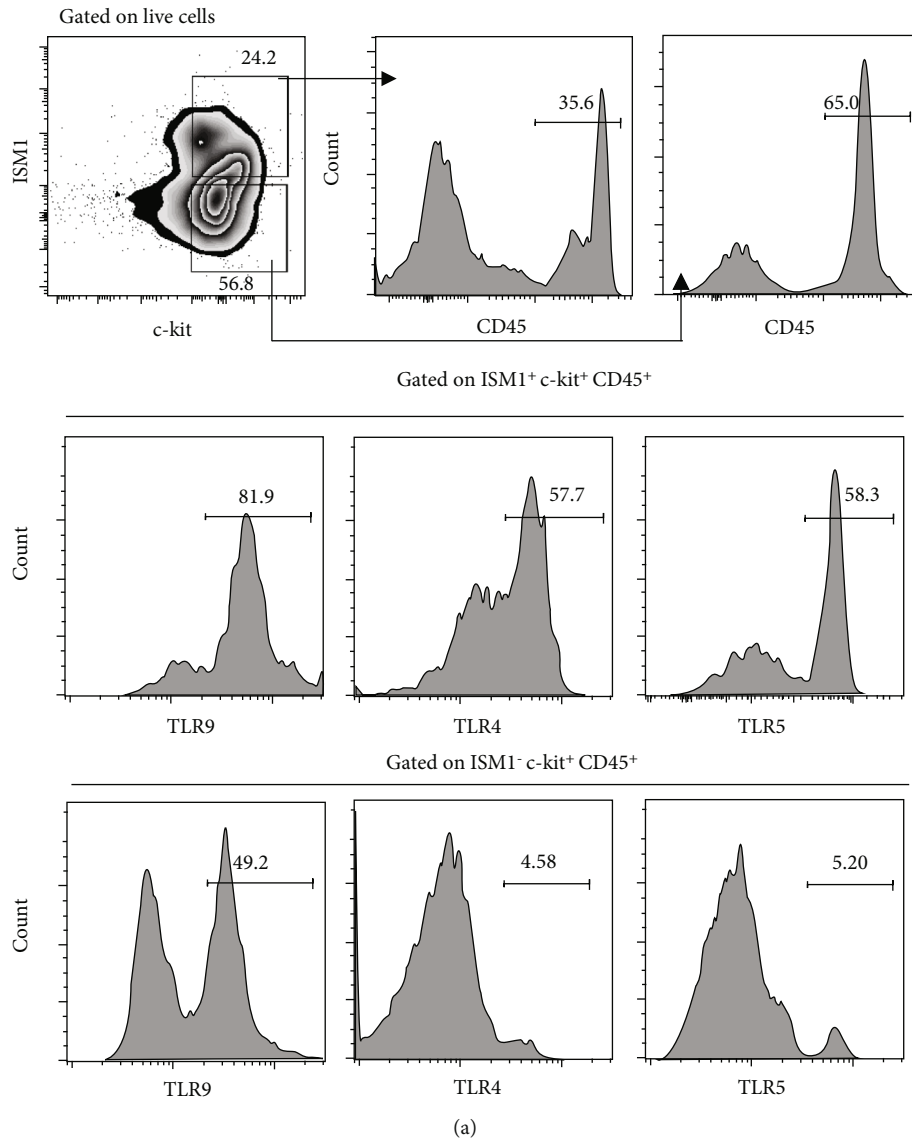 Gated on live cells
24.2
35.6
65.0
ISM1
Count
56.8
c-kit
CD45
CD45
Gated on ISM1⁺ c-kit⁺ CD45⁺
81.9
57.7
58.3
Count
TLR9
TLR4
TLR5
Gated on ISM1⁻ c-kit⁺ CD45⁺
49.2
4.58
5.20
Count
TLR9
TLR4
TLR5
(a)